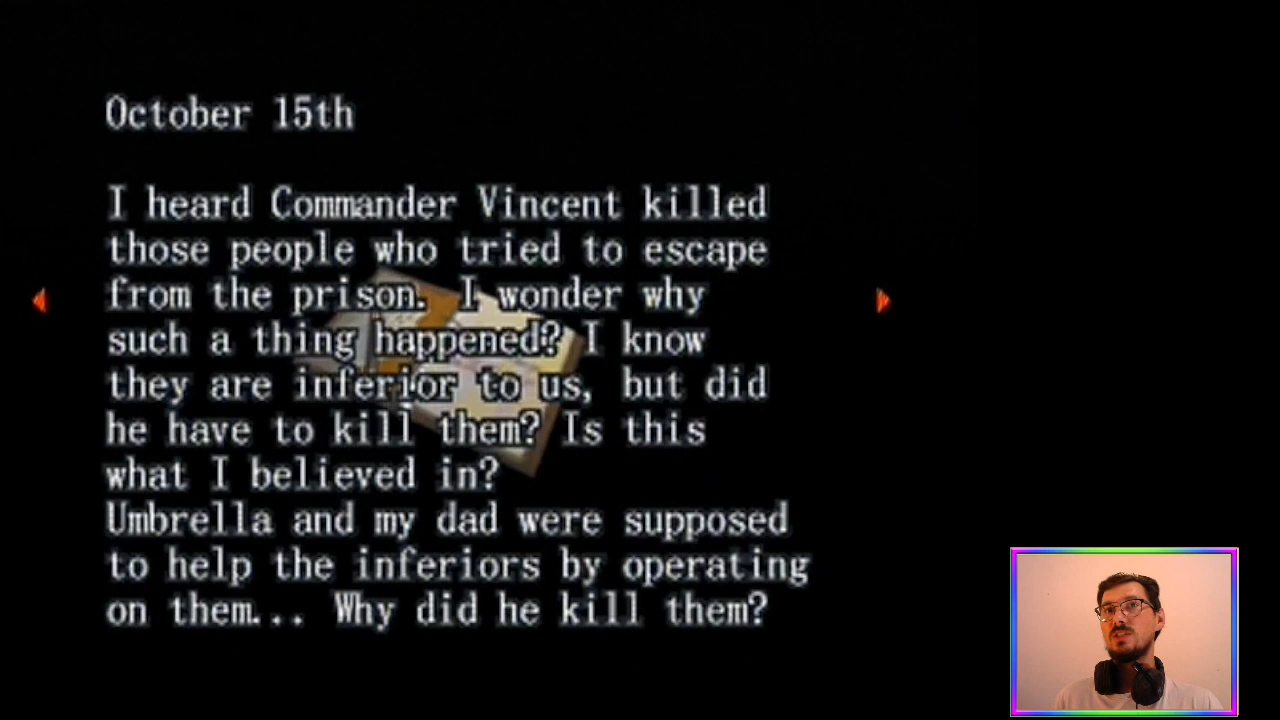 October 15th
I heard Commander Vincent killed
those people who tried to escape
from the prison. I wonder why
such a thing happened? I know
they are inferior to us, but did
he have to kill them? Is this
what I believed in?
Umbrella and my dad were supposed
to help the inferiors by operating
on them... Why did he kill them?